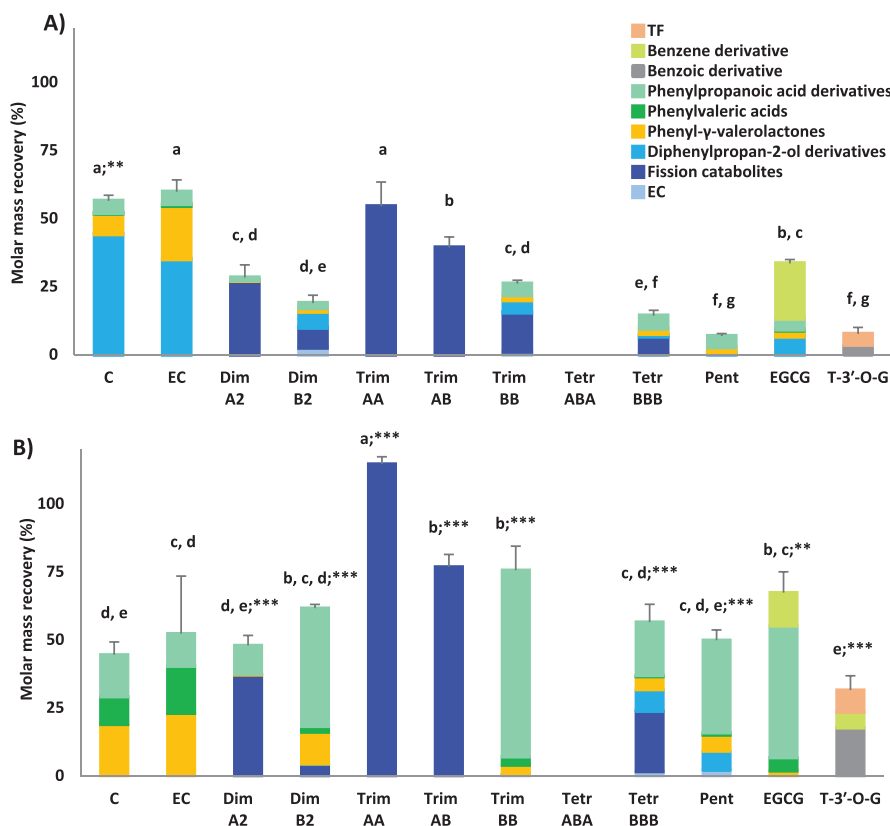 A)
Molar mass recovery (%)
100
75
50
25
0
TF
Benzene derivative
Benzoic derivative
Phenylpropanoic acid derivatives
Phenylvaleric acids
Phenyl-γ-valerolactones
Diphenylpropan-2-ol derivatives
Fission catabolites
EC
a;** a c, d d, e a b c, d e, f f, g b, c f, g
C EC Dim Dim Trim Trim Trim Tetr Tetr Pent EGCG T-3′-O-G
A2 B2 AA AB BB ABA BBB
B)
Molar mass recovery (%)
100
75
50
25
0
d, e c, d d, e;*** b, c, d;*** a;*** b;*** b;*** c, d;*** c, d, e;*** b, c;** e;***
C EC Dim Dim Trim Trim Trim Tetr Tetr Pent EGCG T-3′-O-G
A2 B2 AA AB BB ABA BBB